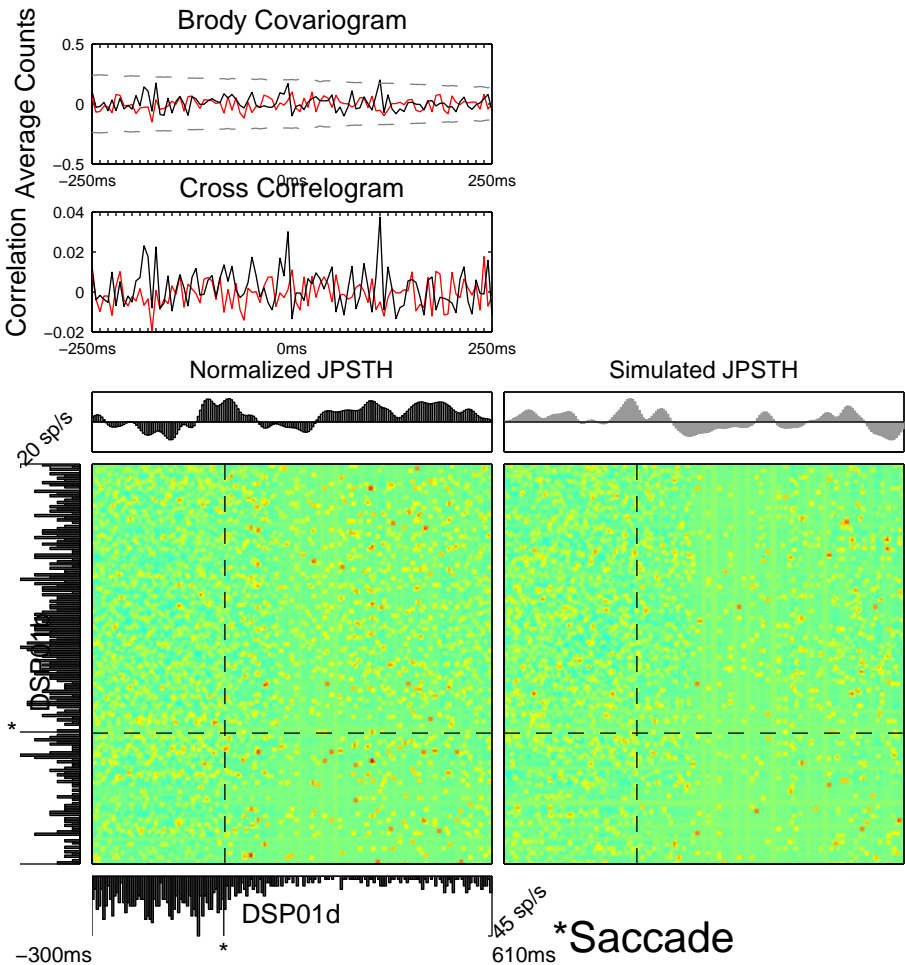 Brody Covariogram
Average Counts
0.5
0
−0.5
−250ms
0ms
250ms
Cross Correlogram
Correlation
0.04
0.02
0
−0.02
−250ms
0ms
250ms
Normalized JPSTH
Simulated JPSTH
20 sp/s
DSP01b
*
DSP01d
45 sp/s
*
*Saccade
−300ms
610ms